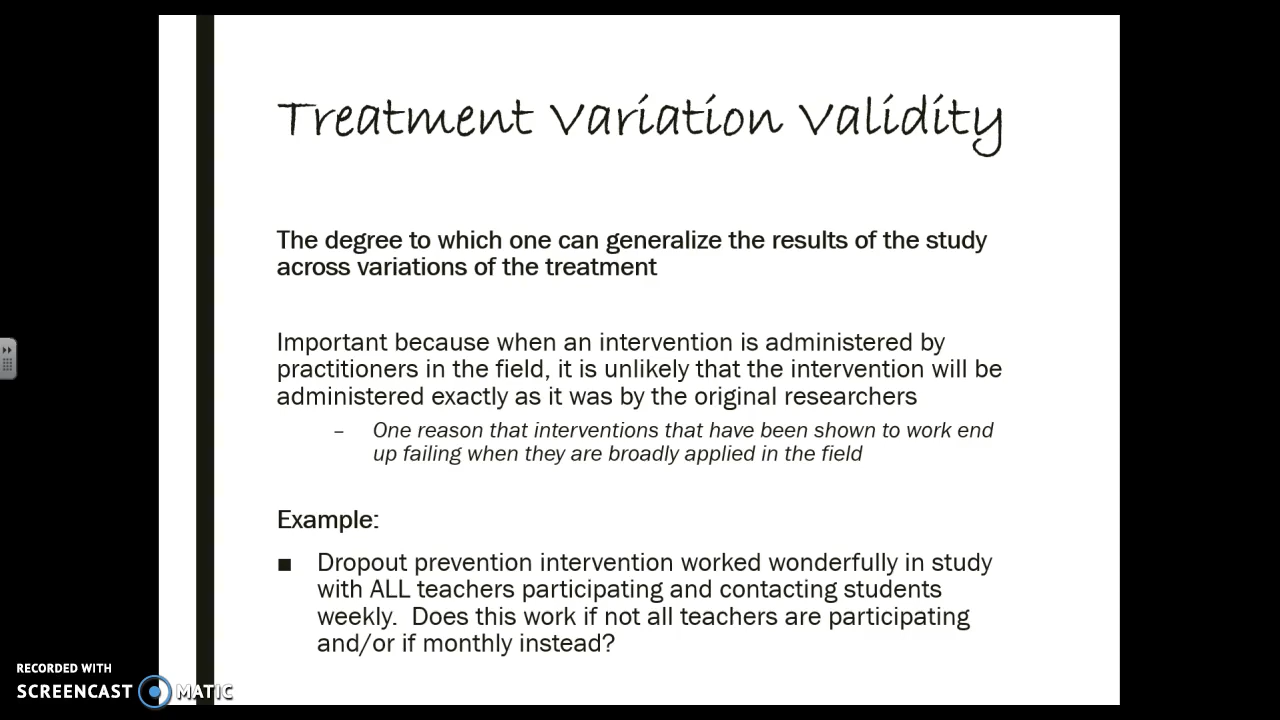 Treatment Variation Validity
The degree to which one can generalize the results of the study
across variations of the treatment
Important because when an intervention is administered by
practitioners in the field, it is unlikely that the intervention will be
administered exactly as it was by the original researchers
– One reason that interventions that have been shown to work end
up failing when they are broadly applied in the field
Example:
■ Dropout prevention intervention worked wonderfully in study
with ALL teachers participating and contacting students
weekly. Does this work if not all teachers are participating
and/or if monthly instead?
RECORDED WITH
SCREENCAST MATIC